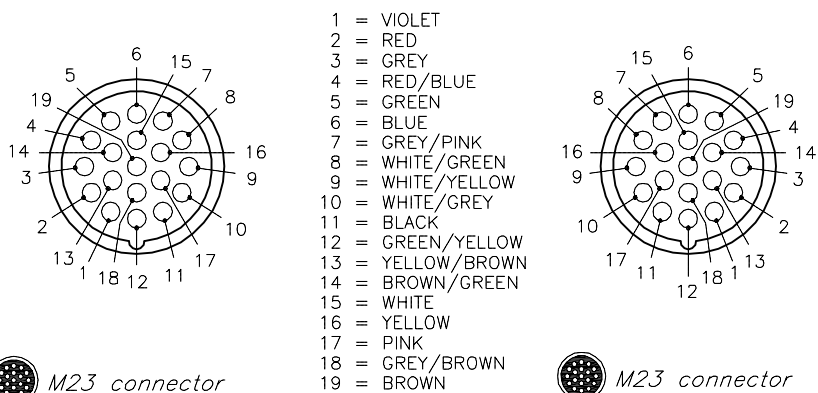 6
15
5
7
19
8
4
14
16
3
9
2
10
13
17
1
11
18
12
M23 connector
1 = VIOLET
2 = RED
3 = GREY
4 = RED/BLUE
5 = GREEN
6 = BLUE
7 = GREY/PINK
8 = WHITE/GREEN
9 = WHITE/YELLOW
10 = WHITE/GREY
11 = BLACK
12 = GREEN/YELLOW
13 = YELLOW/BROWN
14 = BROWN/GREEN
15 = WHITE
16 = YELLOW
17 = PINK
18 = GREY/BROWN
19 = BROWN
6
15
5
7
19
8
4
16
14
9
3
10
2
13
11
1
18
12
M23 connector